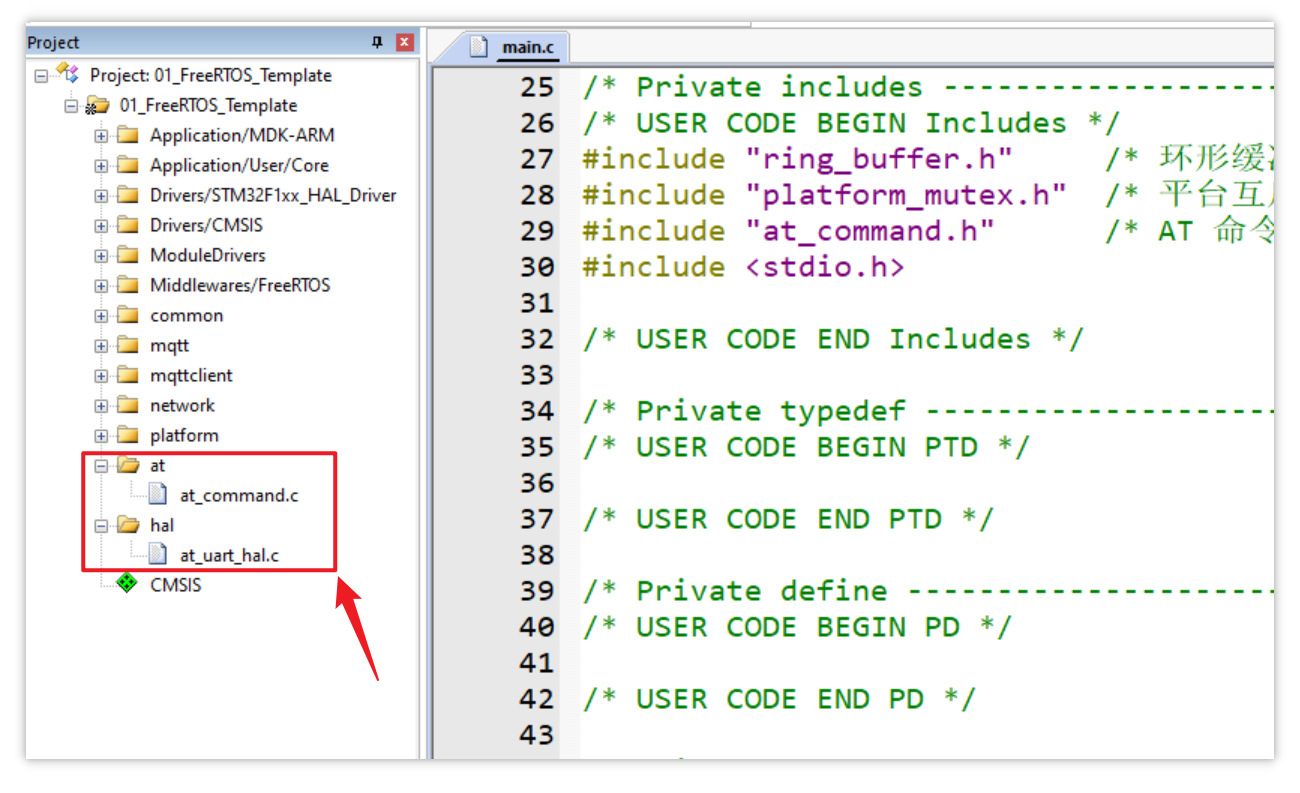 Project
Project: 01_FreeRTOS_Template
01_FreeRTOS_Template
Application/MDK-ARM
Application/User/Core
Drivers/STM32F1xx_HAL_Driver
Drivers/CMSIS
ModuleDrivers
Middlewares/FreeRTOS
common
mqtt
mqttclient
network
platform
at
at_command.c
hal
at_uart_hal.c
CMSIS
main.c
25 /* Private includes -------------------
26 /* USER CODE BEGIN Includes */
27 #include "ring_buffer.h" /* 环形缓
28 #include "platform_mutex.h" /* 平台互
29 #include "at_command.h" /* AT 命令
30 #include <stdio.h>
31
32 /* USER CODE END Includes */
33
34 /* Private typedef --------------------
35 /* USER CODE BEGIN PTD */
36
37 /* USER CODE END PTD */
38
39 /* Private define ---------------------
40 /* USER CODE BEGIN PD */
41
42 /* USER CODE END PD */
43